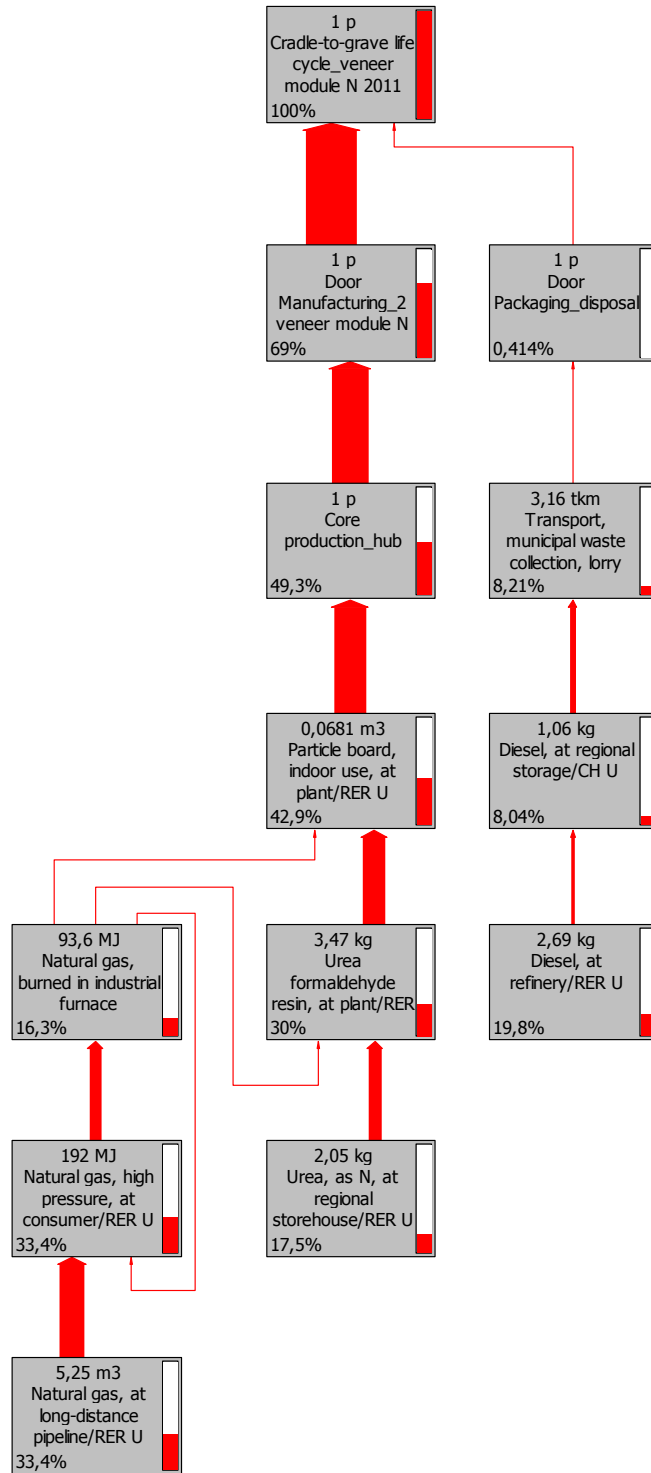 1 p
Cradle-to-grave life
cycle_veneer
module N 2011
100%
1 p
Door
Manufacturing_2
veneer module N
69%
1 p
Door
Packaging_disposal
0,414%
1 p
Core
production_hub
49,3%
3,16 tkm
Transport,
municipal waste
collection, lorry
8,21%
0,0681 m3
Particle board,
indoor use, at
plant/RER U
42,9%
1,06 kg
Diesel, at regional
storage/CH U
8,04%
93,6 MJ
Natural gas,
burned in industrial
furnace
16,3%
3,47 kg
Urea
formaldehyde
resin, at plant/RER
30%
2,69 kg
Diesel, at
refinery/RER U
19,8%
192 MJ
Natural gas, high
pressure, at
consumer/RER U
33,4%
2,05 kg
Urea, as N, at
regional
storehouse/RER U
17,5%
5,25 m3
Natural gas, at
long-distance
pipeline/RER U
33,4%